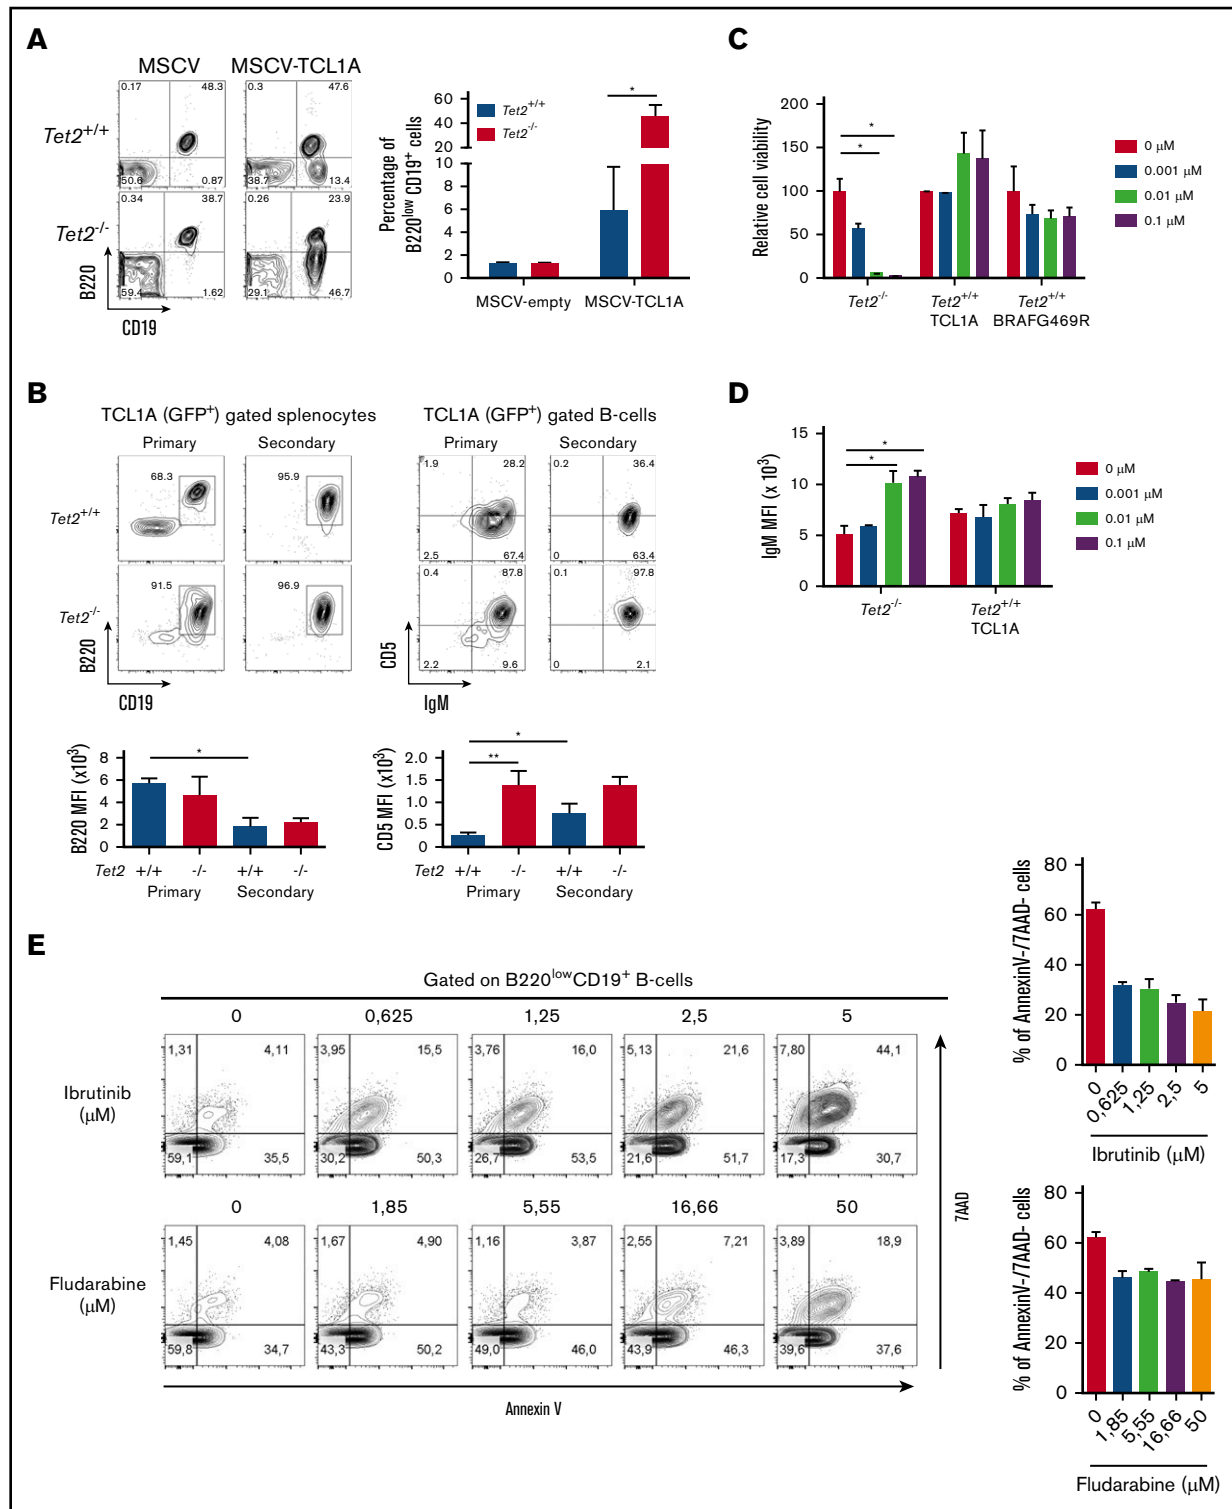 A
MSCV MSCV-TCL1A
Tet2+/+
0.17 48.3
50.6 0.87
0.3 47.6
38.7 13.4
Tet2-/-
0.34 38.7
59.4 1.62
0.26 23.9
29.1 46.7
B220
CD19
Percentage of
B220low CD19+ cells
60
40
20
10
8
6
4
2
0
Tet2+/+
Tet2-/-
*
MSCV-empty MSCV-TCL1A
C
Relative cell viability
200
150
100
50
0
*
*
0 µM
0.001 µM
0.01 µM
0.1 µM
Tet2-/- Tet2+/+ Tet2+/+
TCL1A BRAFG469R
B
TCL1A (GFP+) gated splenocytes
Primary Secondary
Tet2+/+
68.3 95.9
Tet2-/-
91.5 96.9
B220
CD19
TCL1A (GFP+) gated B-cells
Primary Secondary
1.9 28.2
2.5 67.4
0.2 36.4
0 63.4
0.4 87.8
2.2 9.6
0.1 97.8
0 2.1
CD5
IgM
B220 MFI (x10³)
8
6
4
2
0
*
Tet2 +/+ -/- +/+ -/-
Primary Secondary
CD5 MFI (x10³)
2.0
1.5
1.0
0.5
0
*
**
Tet2 +/+ -/- +/+ -/-
Primary Secondary
D
IgM MFI (x 10³)
15
10
5
0
*
*
0 µM
0.001 µM
0.01 µM
0.1 µM
Tet2-/- Tet2+/+
TCL1A
E
Gated on B220lowCD19+ B-cells
0 0,625 1,25 2,5 5
Ibrutinib
(µM)
1,31 4,11 3,95 15,5 3,76 16,0 5,13 21,6 7,80 44,1
59,1 35,5 30,2 50,3 26,7 53,5 21,6 51,7 17,3 30,7
0 1,85 5,55 16,66 50
Fludarabine
(µM)
1,45 4,08 1,67 4,90 1,16 3,87 2,55 7,21 3,89 18,9
59,8 34,7 43,3 50,2 49,0 46,0 43,9 46,3 39,6 37,6
7AAD
Annexin V
% of AnnexinV-/7AAD- cells
80
60
40
20
0
0 0,625 1,25 2,5 5
Ibrutinib (µM)
% of AnnexinV-/7AAD- cells
80
60
40
20
0
0 1,85 5,55 16,66 50
Fludarabine (µM)